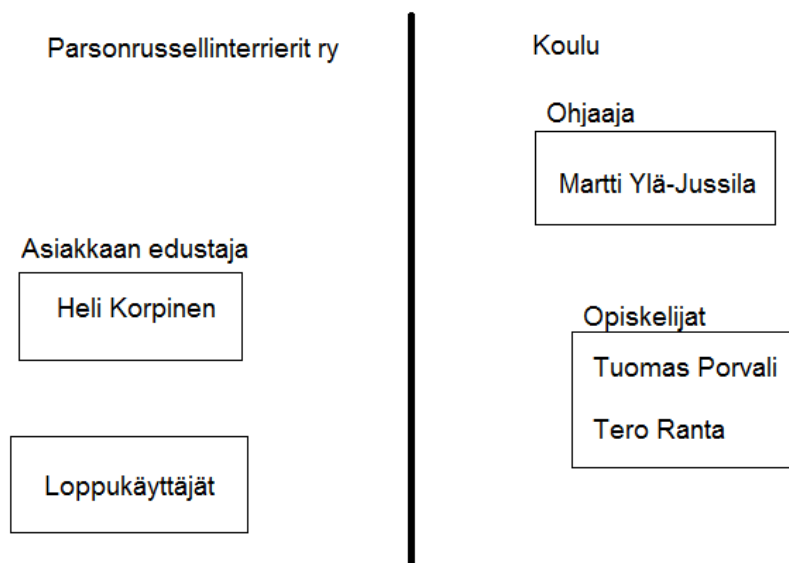 Parsonrussellinterrierit ry
Asiakkaan edustaja
Heli Korpinen
Loppukäyttäjät
Koulu
Ohjaaja
Martti Ylä-Jussila
Opiskelijat
Tuomas Porvali
Tero Ranta